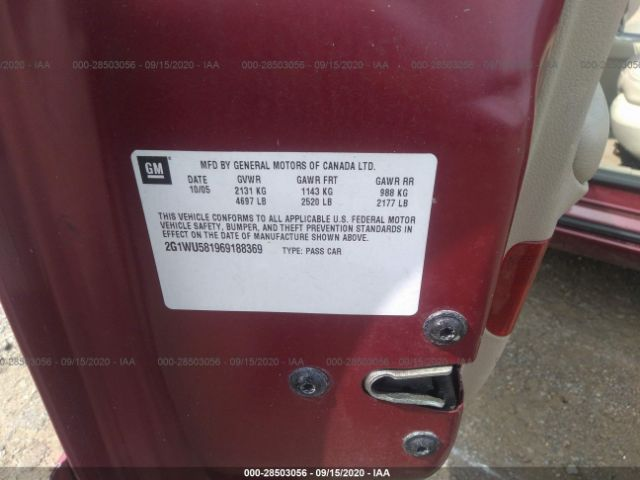 000-28503056 - 09/15/2020 - IAA
GM
MFD BY GENERAL MOTORS OF CANADA LTD.
DATE GVWR GAWR FRT GAWR RR
10/05 2131 KG 1143 KG 988 KG
4697 LB 2520 LB 2177 LB
THIS VEHICLE CONFORMS TO ALL APPLICABLE U.S. FEDERAL MOTOR
VEHICLE SAFETY, BUMPER, AND THEFT PREVENTION STANDARDS IN
EFFECT ON THE DATE OF MANUFACTURE SHOWN ABOVE.
2G1WU581969188369 TYPE: PASS CAR
000-28503056 - 09/15/2020 - IAA